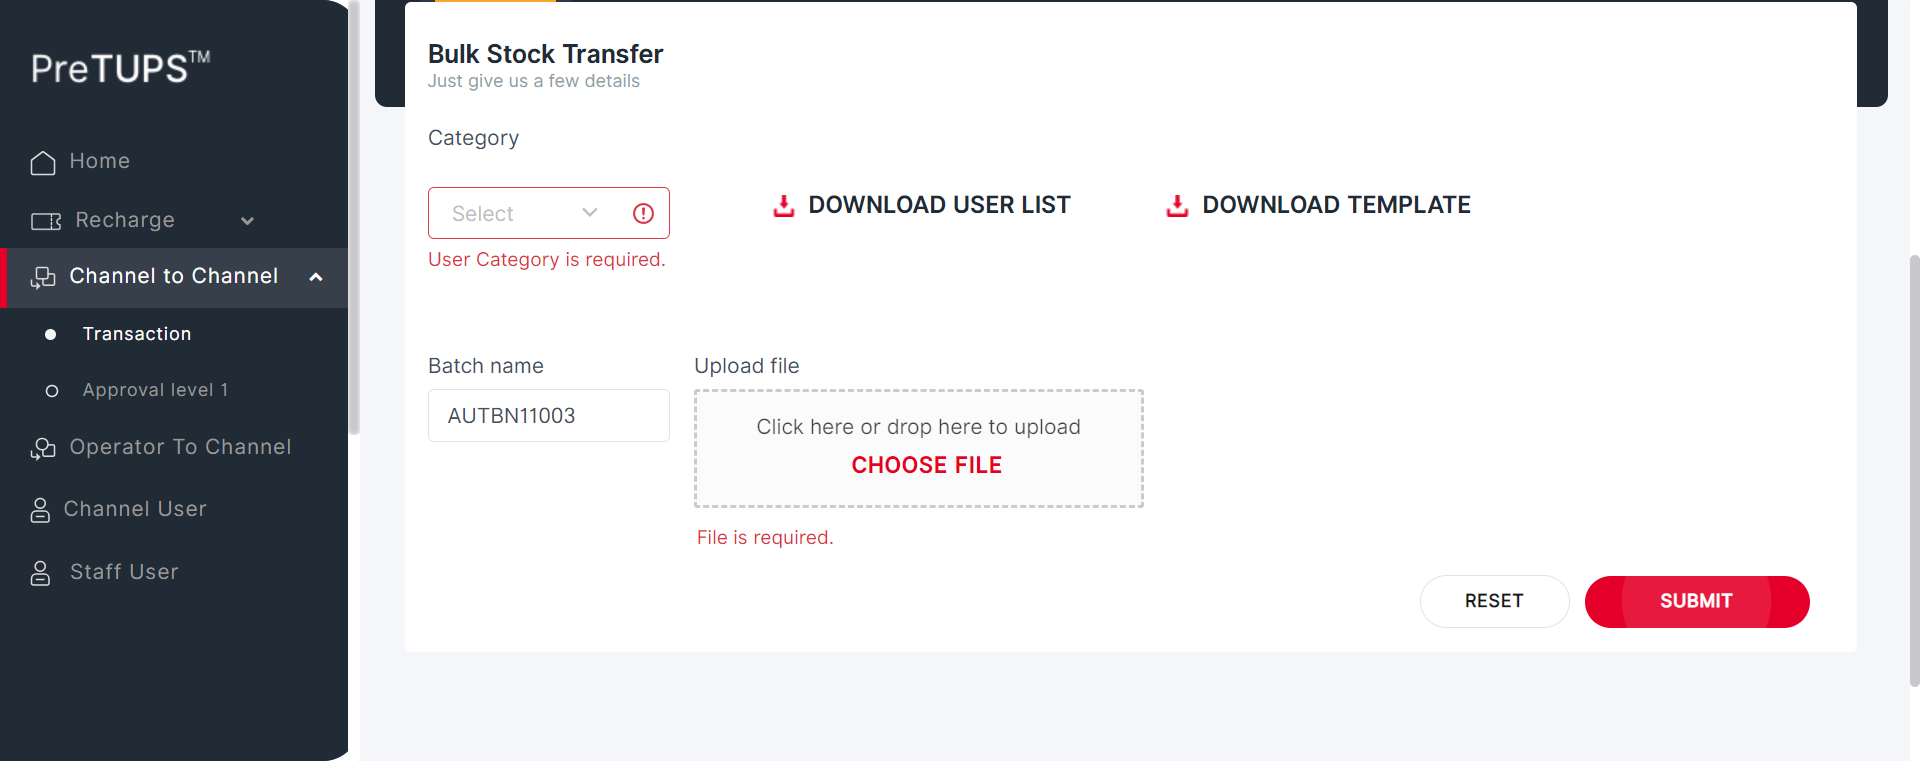 PreTUPS™
Home
Recharge
Channel to Channel
Transaction
Approval level 1
Operator To Channel
Channel User
Staff User
Bulk Stock Transfer
Just give us a few details
Category
Select
DOWNLOAD USER LIST
DOWNLOAD TEMPLATE
User Category is required.
Batch name
Upload file
AUTBN11003
Click here or drop here to upload
CHOOSE FILE
File is required.
RESET
SUBMIT